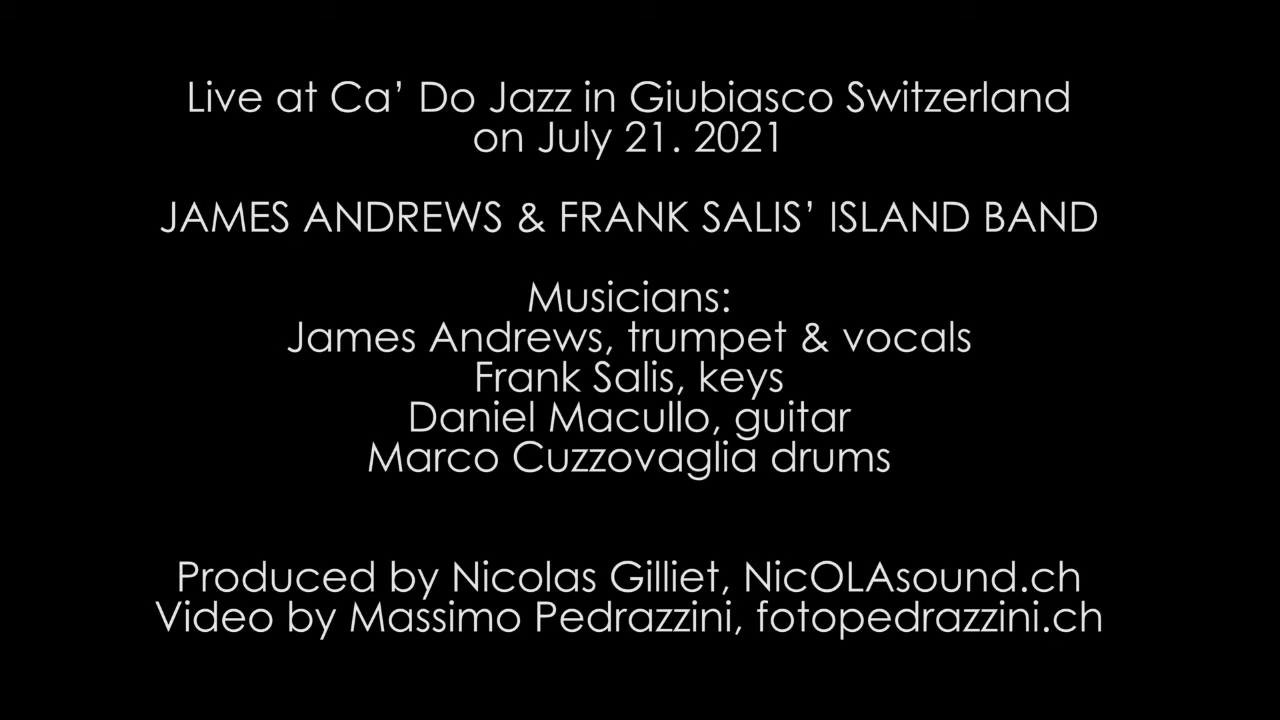 Live at Ca’ Do Jazz in Giubiasco Switzerland
on July 21. 2021
JAMES ANDREWS & FRANK SALIS’ ISLAND BAND
Musicians:
James Andrews, trumpet & vocals
Frank Salis, keys
Daniel Macullo, guitar
Marco Cuzzovaglia drums
Produced by Nicolas Gilliet, NicOLAsound.ch
Video by Massimo Pedrazzini, fotopedrazzini.ch